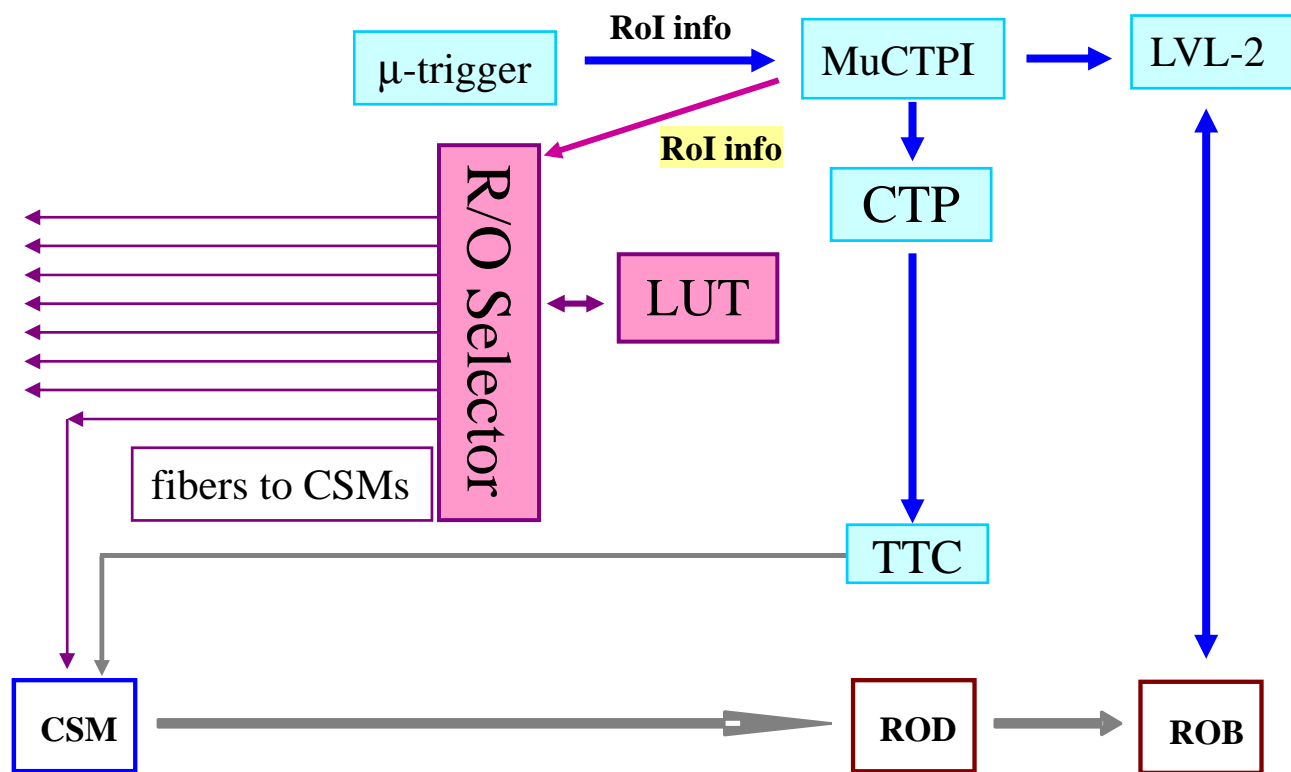 RoI info
μ-trigger
MuCTPI
LVL-2
RoI info
R/O Selector
CTP
LUT
fibers to CSMs
TTC
CSM
ROD
ROB